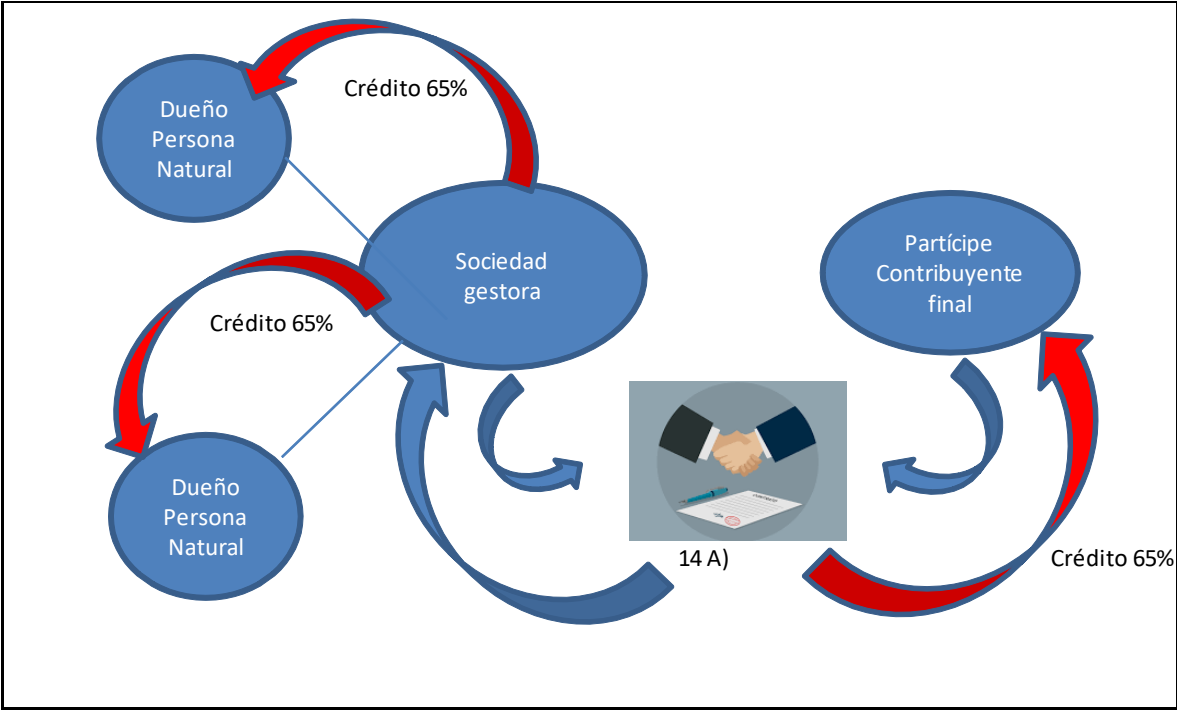 Crédito 65%
Dueño
Persona
Natural
Sociedad
gestora
Partícipe
Contribuyente
final
Crédito 65%
Dueño
Persona
Natural
14 A)
Crédito 65%